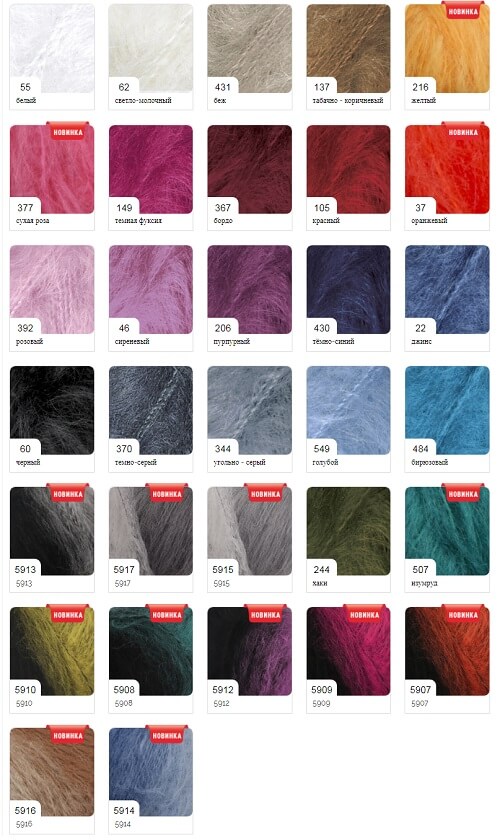 НОВИНКА
55 62 431 137 216
белый светло-молочный беж табачно - коричневый желтый
НОВИНКА НОВИНКА
377 149 367 105 37
сухая роза темная фуксия бордо красный оранжевый
392 46 206 430 22
розовый сиреневый пурпурный тёмно-синий джинс
60 370 344 549 484
черный темно-серый угольно - серый голубой бирюзовый
НОВИНКА НОВИНКА НОВИНКА НОВИНКА
5913 5917 5915 244 507
5913 5917 5915 хаки изумруд
НОВИНКА НОВИНКА НОВИНКА НОВИНКА НОВИНКА
5910 5908 5912 5909 5907
5910 5908 5912 5909 5907
НОВИНКА НОВИНКА
5916 5914
5916 5914